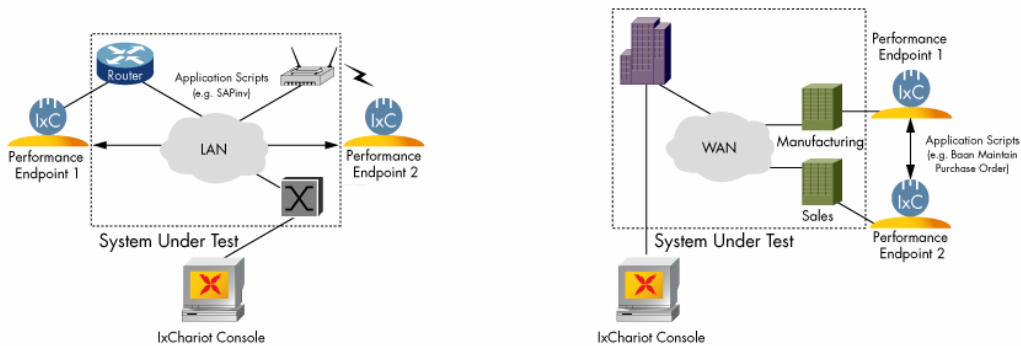 Router
Application Scripts
(e.g. SAPinv)
IxC
Performance
Endpoint 1
LAN
IxC
Performance
Endpoint 2
System Under Test
IxChariot Console
Performance
Endpoint 1
IxC
WAN
Manufacturing
Application Scripts
(e.g. Baan Maintain
Purchase Order)
Sales
IxC
Performance
Endpoint 2
System Under Test
IxChariot Console